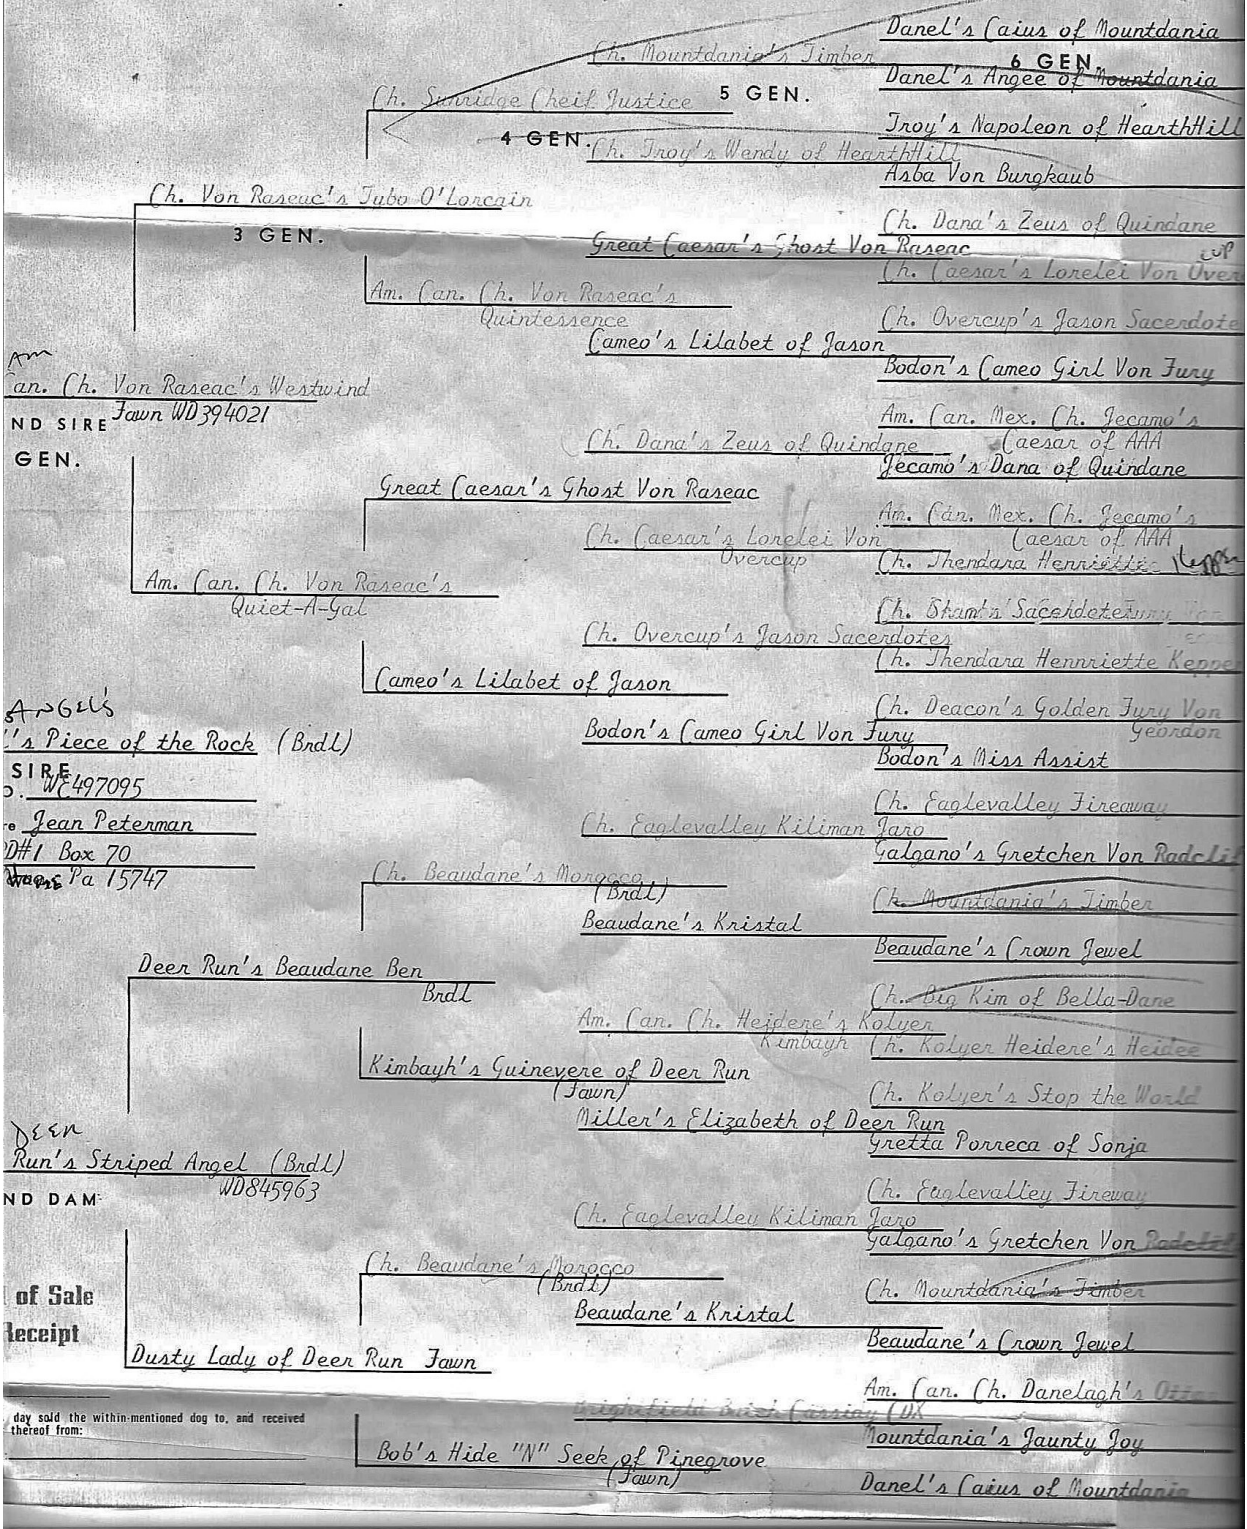 Danel's Caius of Mountdania
Ch. Mountdania's Timber
6 GEN.
Danel's Angee of Mountdania
Ch. Sunridge Cheif Justice
5 GEN.
Troy's Napoleon of HearthHill
4 GEN.
Ch. Troy's Wendy of HearthHill
Asba Von Burgkaub
Ch. Von Raseac's Jubo O'Lorcain
Ch. Dana's Zeus of Quindane
3 GEN.
Great Caesar's Ghost Von Raseac
cup
Ch. Caesar's Lorelei Von Over
Am. Can. Ch. Von Raseac's
Quintessence
Ch. Overcup's Jason Sacerdote
Cameo's Lilabet of Jason
Am
Bodon's Cameo Girl Von Fury
an. Ch. Von Raseac's Westwind
Fawn WD394021
ND SIRE
Am. Can. Mex. Ch. Jecamo's
Caesar of AAA
Ch. Dana's Zeus of Quindane
GEN.
Jecamo's Dana of Quindane
Great Caesar's Ghost Von Raseac
Am. Can. Mex. Ch. Jecamo's
Caesar of AAA
Ch. Caesar's Lorelei Von
Overcup
Ch. Thendara Henriette
Am. Can. Ch. Von Raseac's
Quiet-A-Gal
Ch.
Ch. Overcup's Jason Sacerdotes
Ch. Thendara Hennriette Kepper
Cameo's Lilabet of Jason
ANGEL'S
Ch. Deacon's Golden Fury Von
Geordon
Bodon's Cameo Girl Von Fury
's Piece of the Rock (Brdl)
Bodon's Miss Assist
SIRE
o. WE497095
Ch. Eaglevalley Fireaway
Jean Peterman
Ch. Eaglevalley Kiliman Jaro
D#1 Box 70
Galgano's Gretchen Von Radclif
Pa 15747
Ch. Beaudane's Morocco
(Brdl)
Ch. Mountdania's Timber
Beaudane's Kristal
Beaudane's Crown Jewel
Deer Run's Beaudane Ben
Brdl
Ch. Big Kim of Bella-Dane
Am. Can. Ch. Heidere's Kolyer
Kimbayh
Ch. Kolyer Heidere's Heidee
Kimbayh's Guinevere of Deer Run
(Fawn)
Ch. Kolyer's Stop the World
Miller's Elizabeth of Deer Run
DEER
Gretta Porreca of Sonja
Run's Striped Angel (Brdl)
WD845963
ND DAM
Ch. Eaglevalley Fireway
Ch. Eaglevalley Kiliman Jaro
Galgano's Gretchen Von Radclif
Ch. Beaudane's Morocco
(Brdl)
Ch. Mountdania's Timber
of Sale
Beaudane's Kristal
Receipt
Beaudane's Crown Jewel
Dusty Lady of Deer Run Fawn
Am. Can. Ch. Danelagh's
Brightfield Cassidy CDX
day sold the within-mentioned dog to, and received
thereof from:
Mountdania's Jaunty Joy
Bob's Hide "N" Seek of Pinegrove
(Fawn)
Danel's Caius of Mountdania